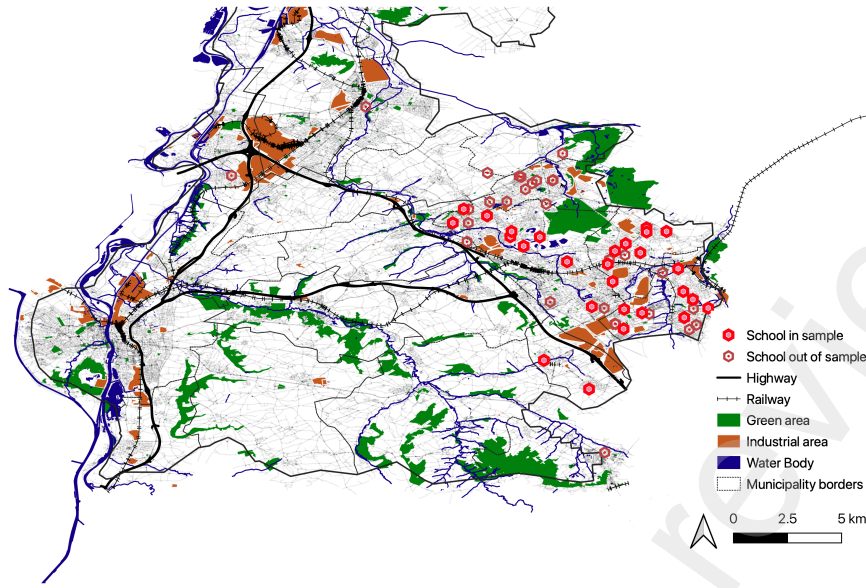 School in sample
School out of sample
Highway
Railway
Green area
Industrial area
Water Body
Municipality borders
0 2.5 5 km
review